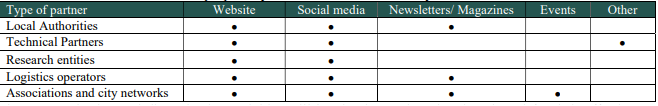 Type of partner Website Social media Newsletters/ Magazines Events Other
Local Authorities • • •
Technical Partners • • •
Research entities • •
Logistics operators • • •
Associations and city networks • • • •